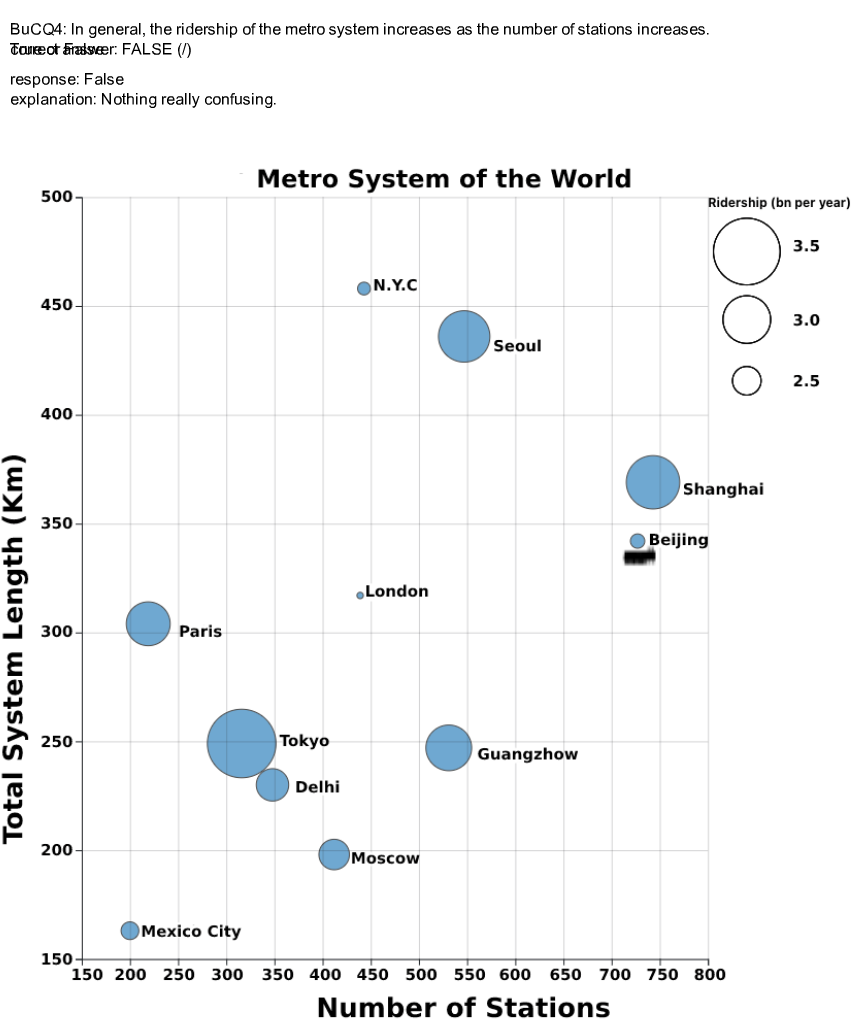 BuCQ4: In general, the ridership of the metro system increases as the number of stations increases.
answer: FALSE (/)
response: False
explanation: Nothing really confusing.
Metro System of the World
500
Ridership (bn per year)
3.5
N.Y.C
450
3.0
Seoul
2.5
400
Shanghai
350
Beijing
London
300
Paris
250
Tokyo
Guangzhow
Delhi
200
Moscow
Mexico City
150
150 200 250 300 350 400 450 500 550 600 650 700 750 800
Number of Stations
Total System Length (Km)